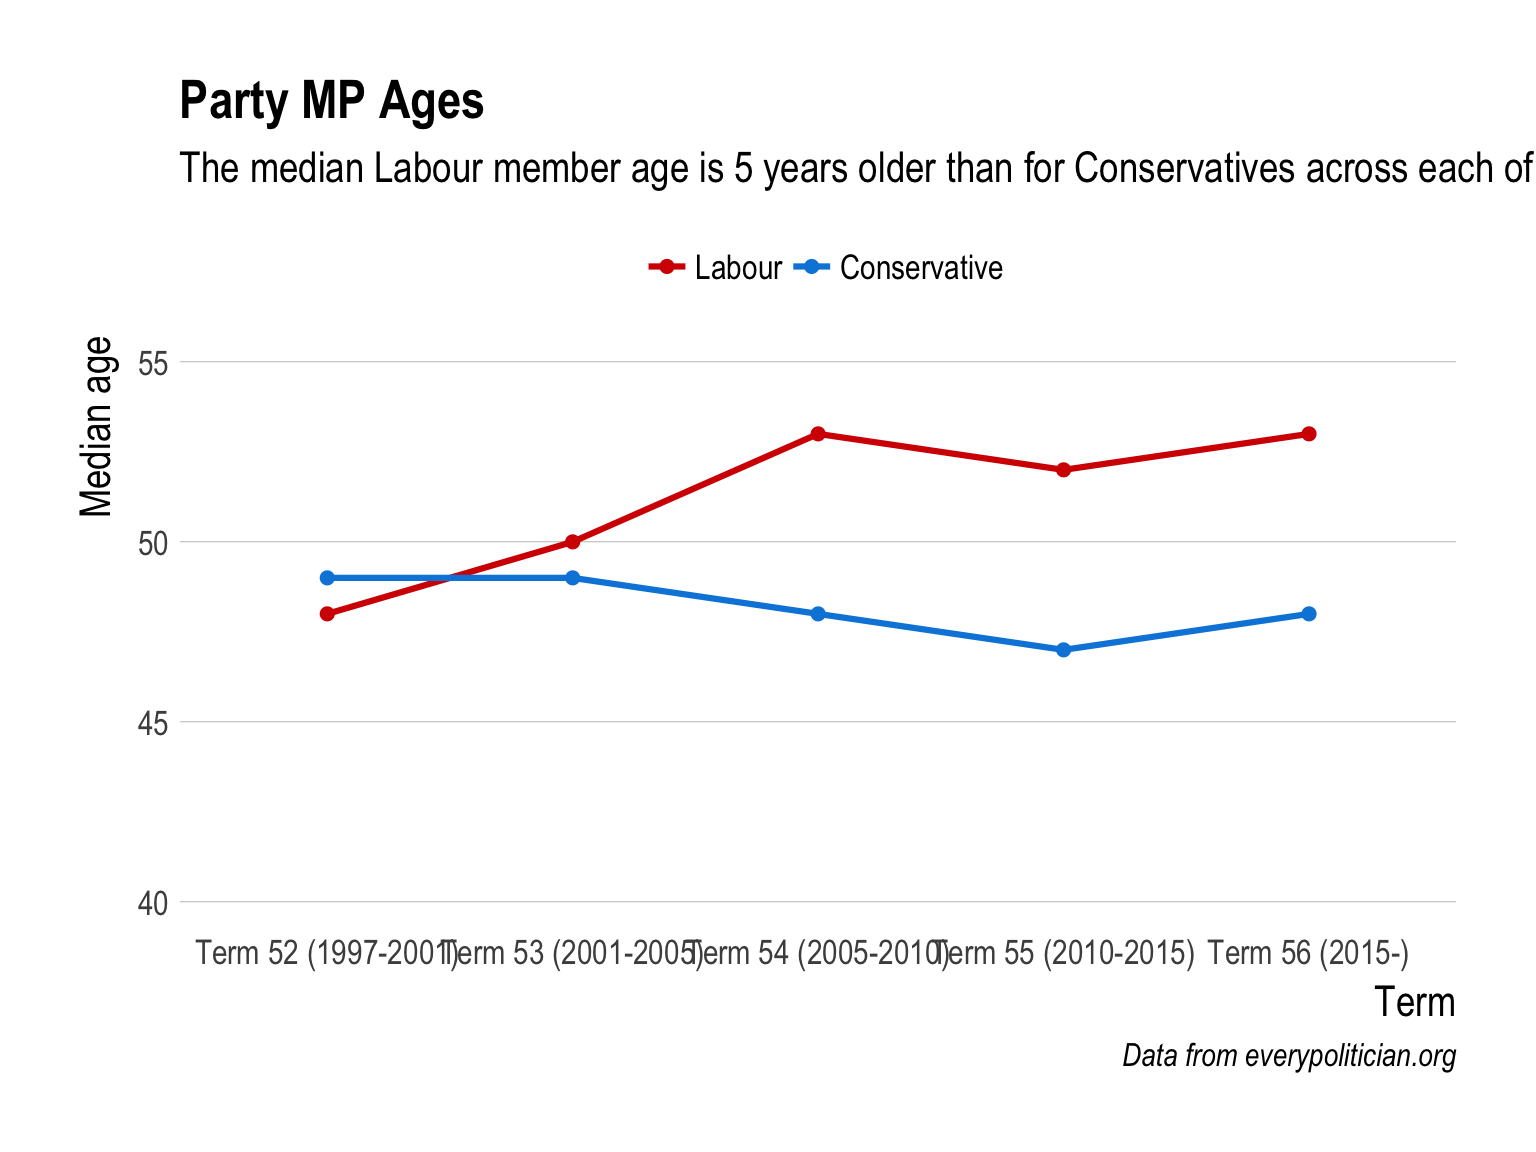 Party MP Ages
The median Labour member age is 5 years older than for Conservatives across each of
Labour Conservative
Median age
55
50
45
40
Term 52 (1997-2001) Term 53 (2001-2005) Term 54 (2005-2010) Term 55 (2010-2015) Term 56 (2015-)
Term
Data from everypolitician.org